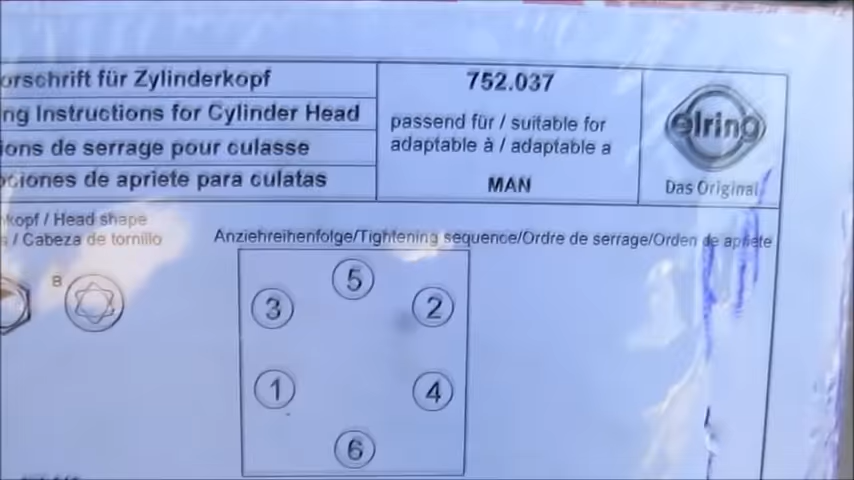 orschrift für Zylinderkopf
ng Instructions for Cylinder Head
ions de serrage pour culasse
ciones de apriete para culatas
752.037
passend für / suitable for
adaptable à / adaptable a
MAN
elring
Das Original
kopf / Head shape
/ Cabeza de tornillo
Anziehreihenfolge/Tightening sequence/Ordre de serrage/Orden de apriete
B
5
3
2
1
4
6